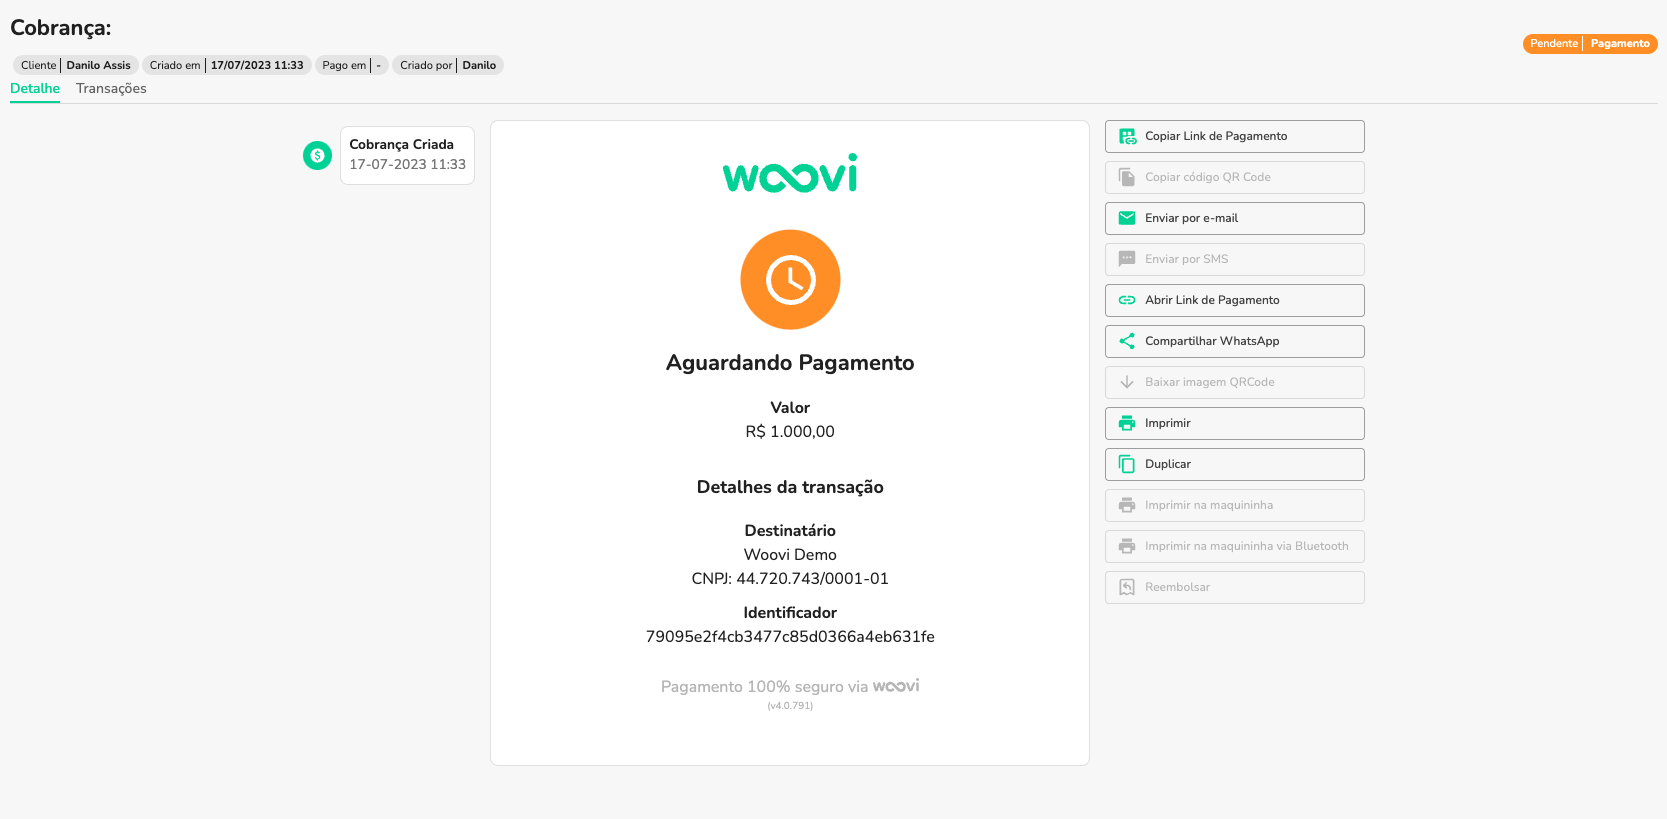 Cobrança:
Pendente | Pagamento
Cliente | Danilo Assis Criado em | 17/07/2023 11:33 Pago em | - Criado por | Danilo
Detalhe Transações
Cobrança Criada
17-07-2023 11:33
woovi
Aguardando Pagamento
Valor
R$ 1.000,00
Detalhes da transação
Destinatário
Woovi Demo
CNPJ: 44.720.743/0001-01
Identificador
79095e2f4cb3477c85d0366a4eb631fe
Pagamento 100% seguro via woovi
(v4.0.791)
Copiar Link de Pagamento
Copiar código QR Code
Enviar por e-mail
Enviar por SMS
Abrir Link de Pagamento
Compartilhar WhatsApp
Baixar imagem QRCode
Imprimir
Duplicar
Imprimir na maquininha
Imprimir na maquininha via Bluetooth
Reembolsar